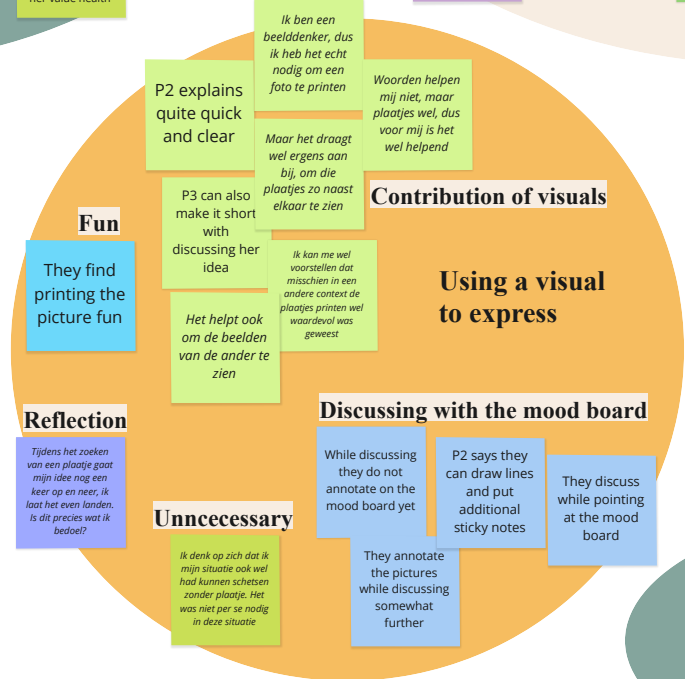 her value health
Ik ben een
beelddenker, dus
ik heb het echt
nodig om een
foto te printen
P2 explains
quite quick
and clear
Woorden helpen
mij niet, maar
plaatjes wel, dus
voor mij is het
wel helpend
Maar het draagt
wel ergens aan
bij, om die
plaatjes zo naast
elkaar te zien
P3 can also
make it short
with
discussing her
idea
Contribution of visuals
Fun
They find
printing the
picture fun
Ik kan me wel
voorstellen dat
misschien in een
andere context de
plaatjes printen wel
waardevol was
geweest
Using a visual
to express
Het helpt ook
om de beelden
van de ander te
zien
Reflection
Tijdens het zoeken
van een plaatje gaat
mijn idee nog een
keer op en neer, ik
laat het even landen.
Is dit precies wat ik
bedoel?
Discussing with the mood board
While discussing
they do not
annotate on the
mood board yet
P2 says they
can draw lines
and put
additional
sticky notes
They discuss
while pointing
at the mood
board
They annotate
the pictures
while discussing
somewhat
further
Unncecessary
Ik denk op zich dat ik
mijn situatie ook wel
had kunnen schetsen
zonder plaatje. Het
was niet per se nodig
in deze situatie